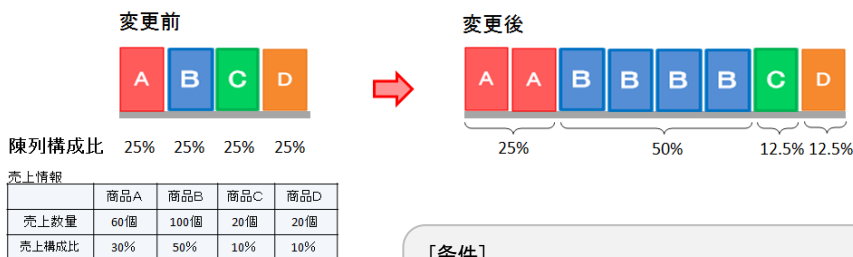 変更前
変更後
A B C D
A A B B B B C D
陳列構成比 25% 25% 25% 25%
25% 50% 12.5% 12.5%
売上情報
商品A 商品B 商品C 商品D
売上数量 60個 100個 20個 20個
売上構成比 30% 50% 10% 10%
[条件]